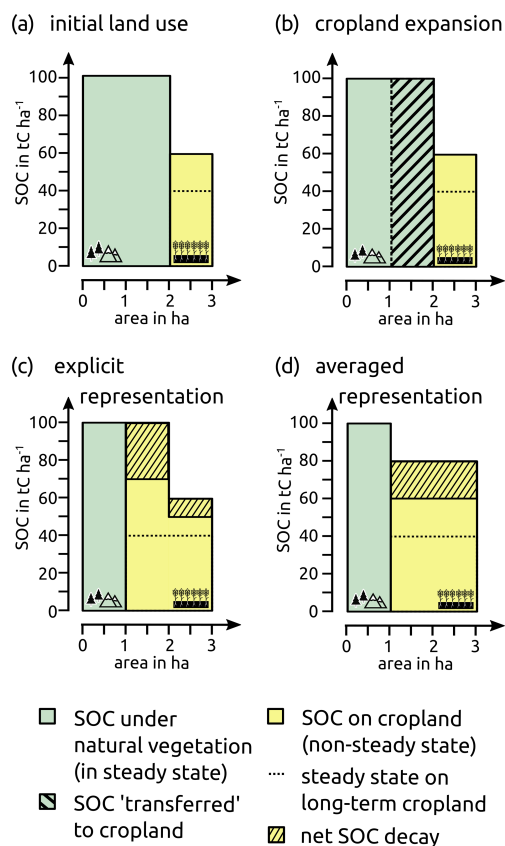 (a) initial land use
SOC in tC ha-1
100
80
60
40
20
0
0 1 2 3
area in ha
(b) cropland expansion
SOC in tC ha-1
100
80
60
40
20
0
0 1 2 3
area in ha
(c) explicit
representation
SOC in tC ha-1
100
80
60
40
20
0
0 1 2 3
area in ha
(d) averaged
representation
SOC in tC ha-1
100
80
60
40
20
0
0 1 2 3
area in ha
SOC under
natural vegetation
(in steady state)
SOC 'transferred'
to cropland
SOC on cropland
(non-steady state)
steady state on
long-term cropland
net SOC decay